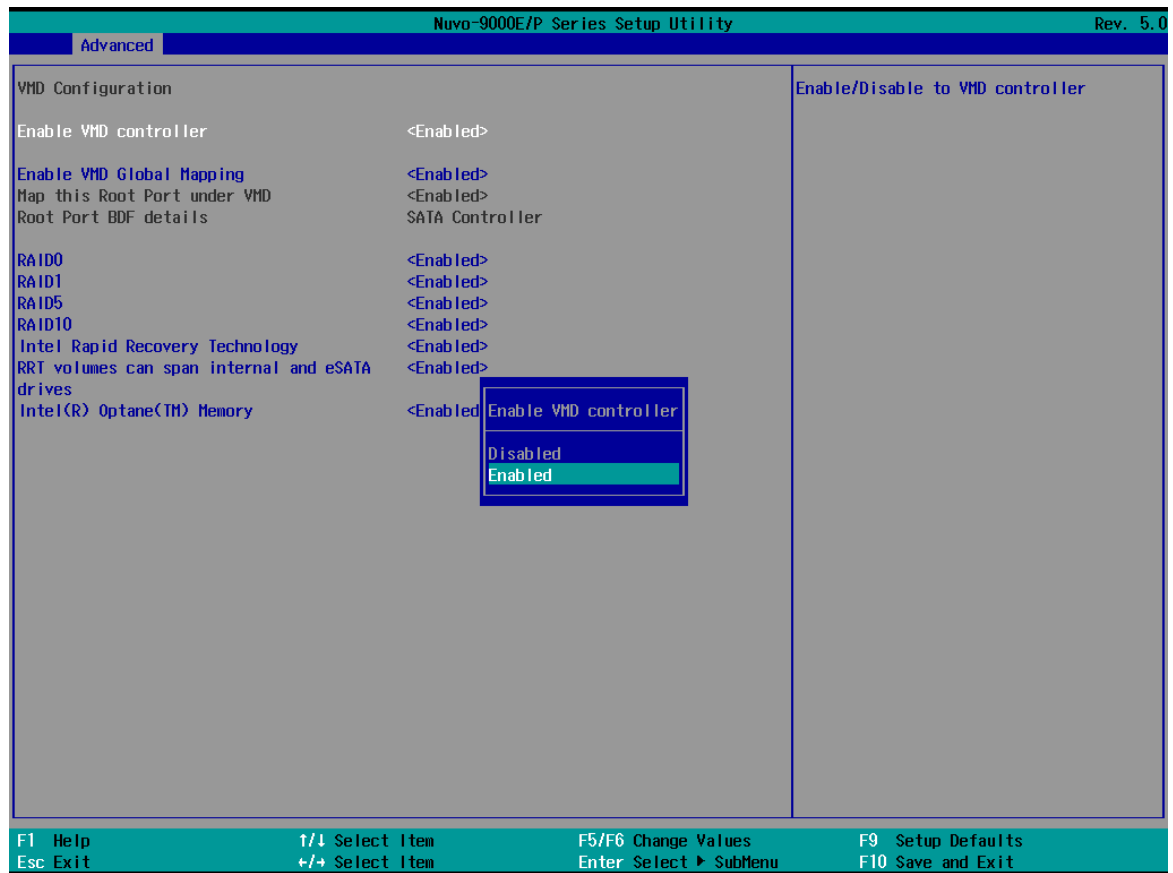 Nuvo-9000E/P Series Setup Utility Rev. 5.0
Advanced
VMD Configuration
Enable/Disable to VMD controller
Enable VMD controller <Enabled>
Enable VMD Global Mapping <Enabled>
Map this Root Port under VMD <Enabled>
Root Port BDF details SATA Controller
RAID0 <Enabled>
RAID1 <Enabled>
RAID5 <Enabled>
RAID10 <Enabled>
Intel Rapid Recovery Technology <Enabled>
RRT volumes can span internal and eSATA <Enabled>
drives
Intel(R) Optane(TM) Memory <Enabled
Enable VMD controller
Disabled
Enabled
F1 Help ↑/↓ Select Item F5/F6 Change Values F9 Setup Defaults
Esc Exit ←/→ Select Item Enter Select ▶ SubMenu F10 Save and Exit